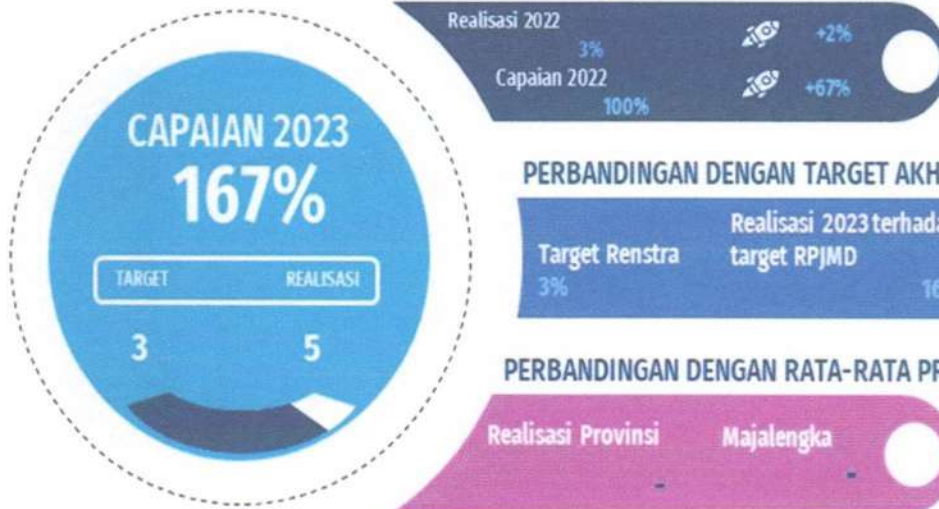 Realisasi 2022
3%
+2%
Capaian 2022
100%
+67%
CAPAIAN 2023
167%
TARGET REALISASI
3 5
PERBANDINGAN DENGAN TARGET AKH
Target Renstra
3%
Realisasi 2023 terhada
target RPJMD
16
PERBANDINGAN DENGAN RATA-RATA PR
Realisasi Provinsi
-
Majalengka
-